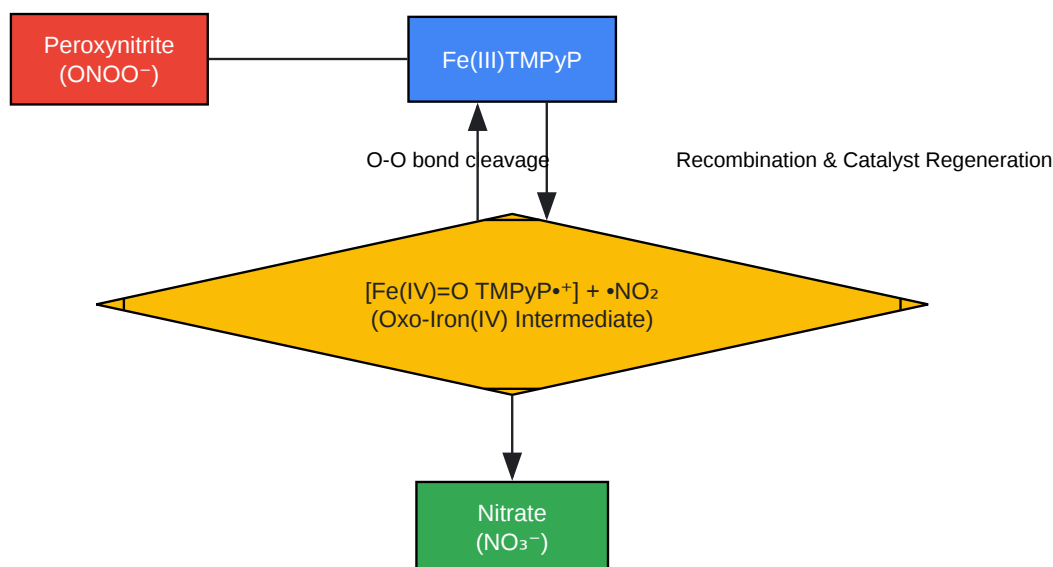 Peroxynitrite
(ONOO⁻)
Fe(III)TMPyP
O-O bond cleavage
Recombination & Catalyst Regeneration
[Fe(IV)=O TMPyP•⁺] + •NO₂
(Oxo-Iron(IV) Intermediate)
Nitrate
(NO₃⁻)